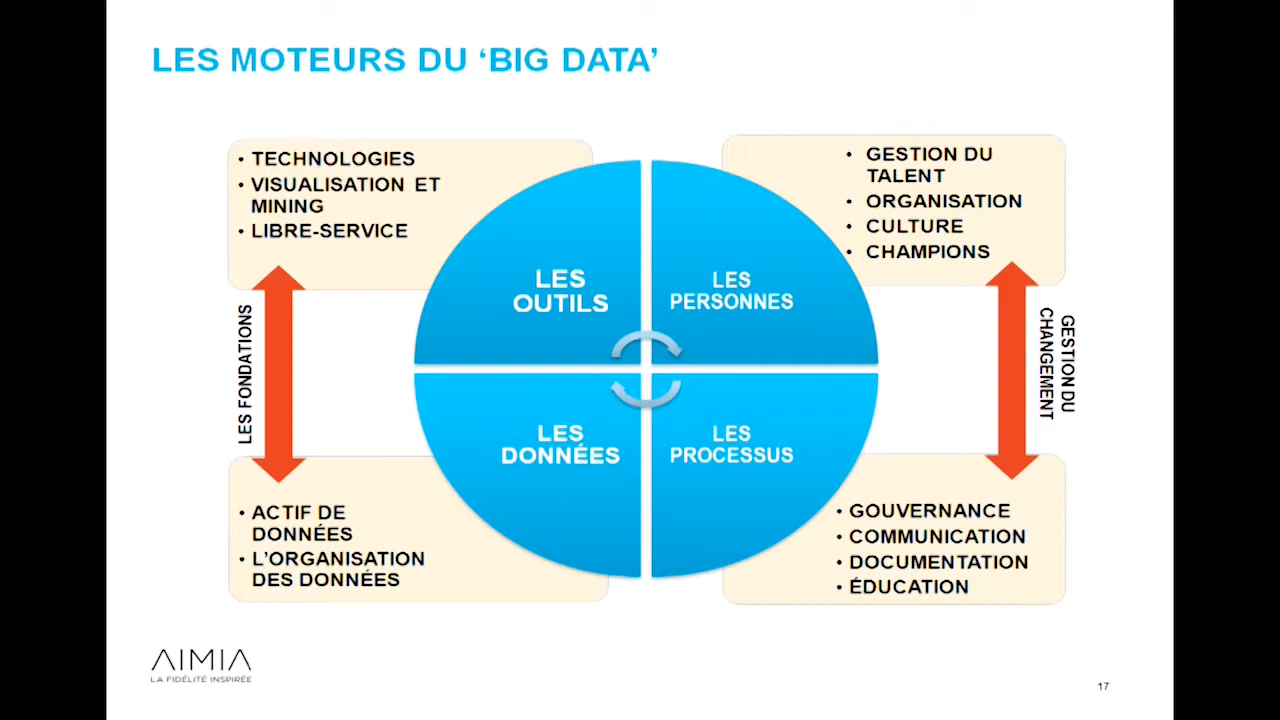 LES MOTEURS DU ‘BIG DATA’
• TECHNOLOGIES
• VISUALISATION ET
MINING
• LIBRE-SERVICE
• GESTION DU
TALENT
• ORGANISATION
• CULTURE
• CHAMPIONS
LES
OUTILS
LES
PERSONNES
LES FONDATIONS
GESTION DU
CHANGEMENT
LES
DONNÉES
LES
PROCESSUS
• ACTIF DE
DONNÉES
• L’ORGANISATION
DES DONNÉES
• GOUVERNANCE
• COMMUNICATION
• DOCUMENTATION
• ÉDUCATION
AIMIA
LA FIDÉLITÉ INSPIRÉE
17